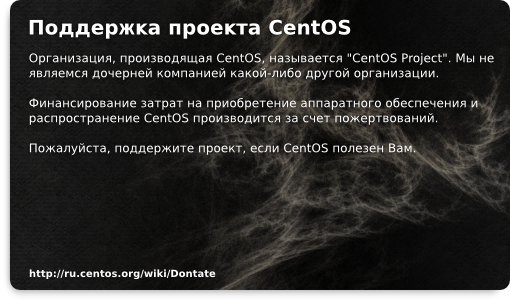 Поддержка проекта CentOS
Организация, производящая CentOS, называется "CentOS Project". Мы не
являемся дочерней компанией какой-либо другой организации.
Финансирование затрат на приобретение аппаратного обеспечения и
распространение CentOS производится за счет пожертвований.
Пожалуйста, поддержите проект, если CentOS полезен Вам.
http://ru.centos.org/wiki/Dontate